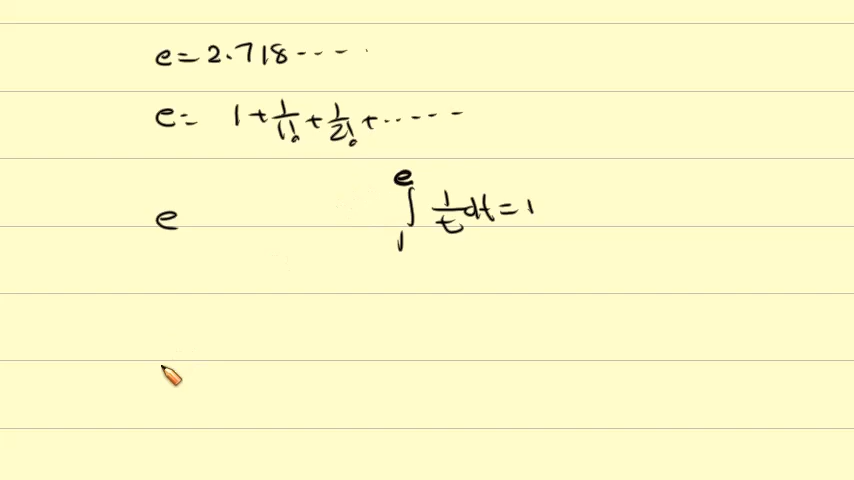 e = 2.718 - - - .
e = 1 + 1/1! + 1/2! + . . - - - -
e ∫₁ᵉ 1/t dt = 1